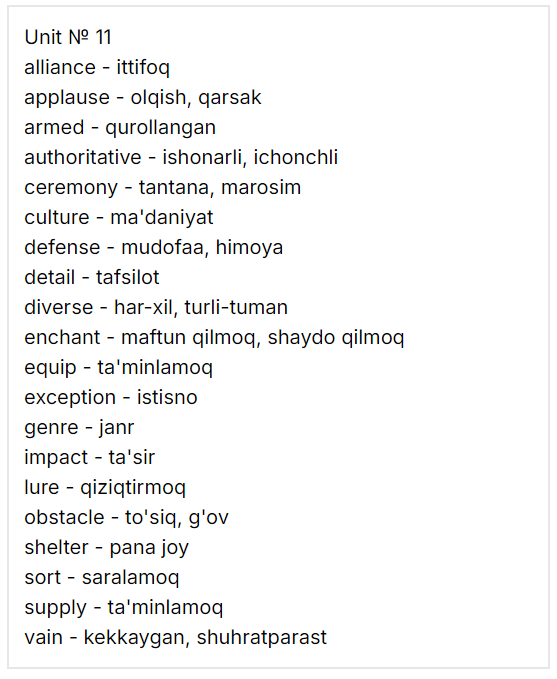 Unit № 11
alliance - ittifoq
applause - olqish, qarsak
armed - qurollangan
authoritative - ishonarli, ichonchli
ceremony - tantana, marosim
culture - ma'daniyat
defense - mudofaa, himoya
detail - tafsilot
diverse - har-xil, turli-tuman
enchant - maftun qilmoq, shaydo qilmoq
equip - ta'minlamoq
exception - istisno
genre - janr
impact - ta'sir
lure - qiziqtirmoq
obstacle - to'siq, g'ov
shelter - pana joy
sort - saralamoq
supply - ta'minlamoq
vain - kekkaygan, shuhratparast